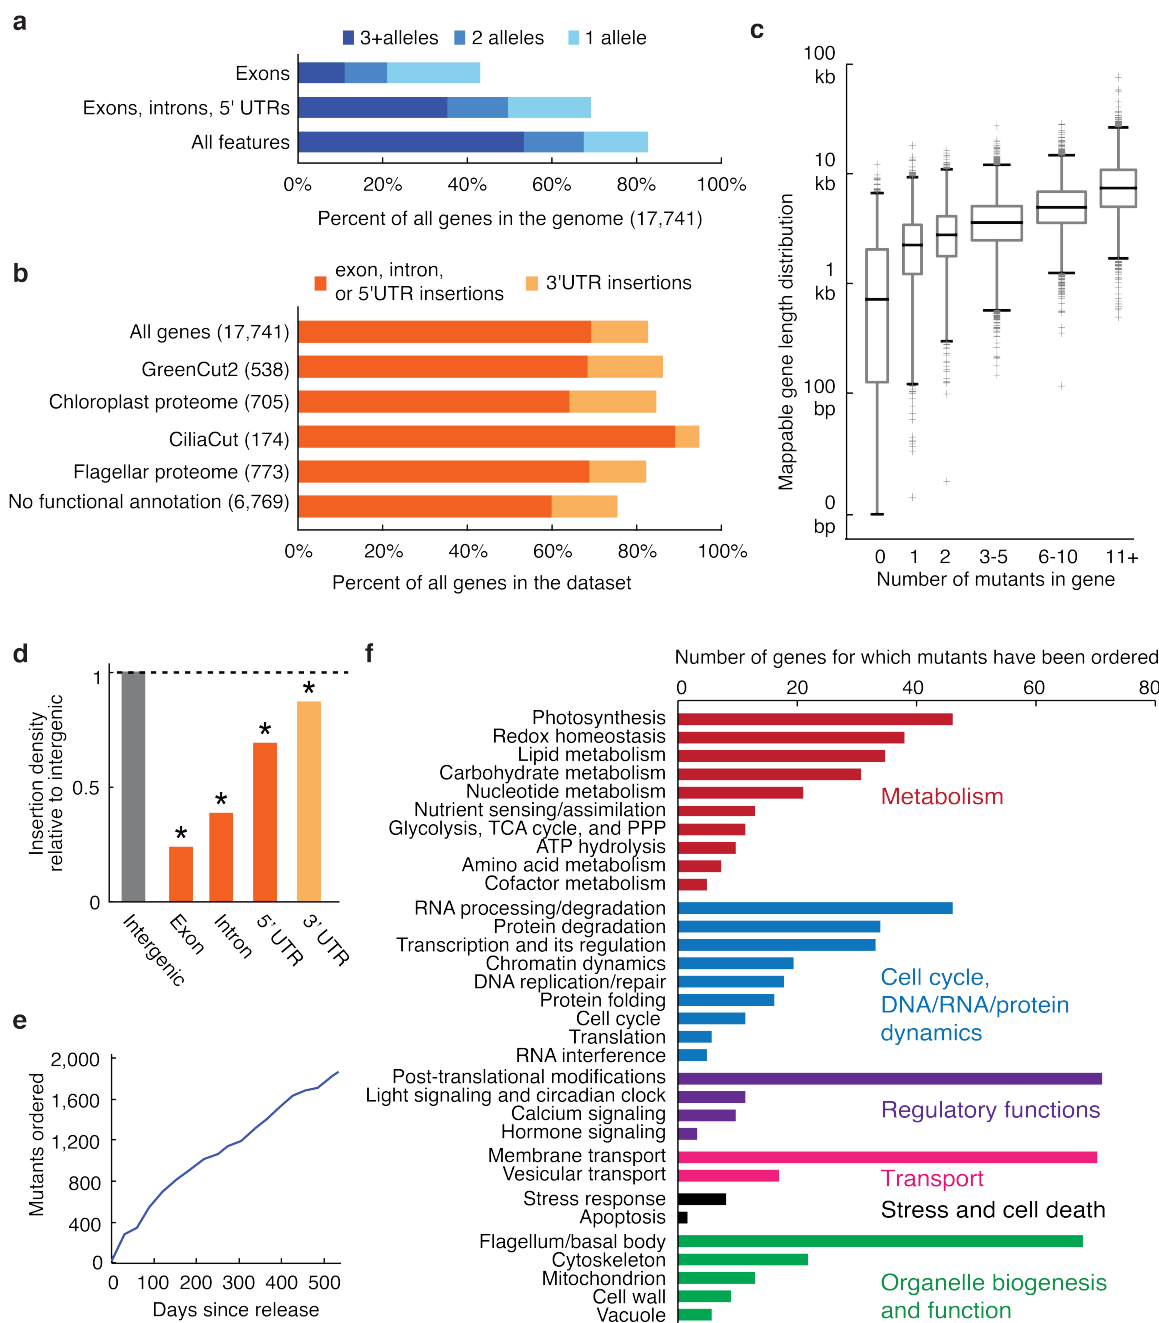 a
3+alleles 2 alleles 1 allele
Exons
Exons, introns, 5' UTRs
All features
0% 20% 40% 60% 80% 100%
Percent of all genes in the genome (17,741)
b
exon, intron,
or 5'UTR insertions
3'UTR insertions
All genes (17,741)
GreenCut2 (538)
Chloroplast proteome (705)
CiliaCut (174)
Flagellar proteome (773)
No functional annotation (6,769)
0% 20% 40% 60% 80% 100%
Percent of all genes in the dataset
c
Mappable gene length distribution
100
kb
10
kb
1
kb
100
bp
0
bp
0 1 2 3-5 6-10 11+
Number of mutants in gene
d
Insertion density
relative to intergenic
1
0.5
0
* * * *
Intergenic
Exon
Intron
5' UTR
3' UTR
e
Mutants ordered
2,000
1,600
1,200
800
400
0
0 100 200 300 400 500
Days since release
f
Number of genes for which mutants have been ordered
0 20 40 60 80
Photosynthesis
Redox homeostasis
Lipid metabolism
Carbohydrate metabolism
Nucleotide metabolism
Nutrient sensing/assimilation
Glycolysis, TCA cycle, and PPP
ATP hydrolysis
Amino acid metabolism
Cofactor metabolism
Metabolism
RNA processing/degradation
Protein degradation
Transcription and its regulation
Chromatin dynamics
DNA replication/repair
Protein folding
Cell cycle
Translation
RNA interference
Cell cycle,
DNA/RNA/protein
dynamics
Post-translational modifications
Light signaling and circadian clock
Calcium signaling
Hormone signaling
Regulatory functions
Membrane transport
Vesicular transport
Transport
Stress response
Apoptosis
Stress and cell death
Flagellum/basal body
Cytoskeleton
Mitochondrion
Cell wall
Vacuole
Organelle biogenesis
and function